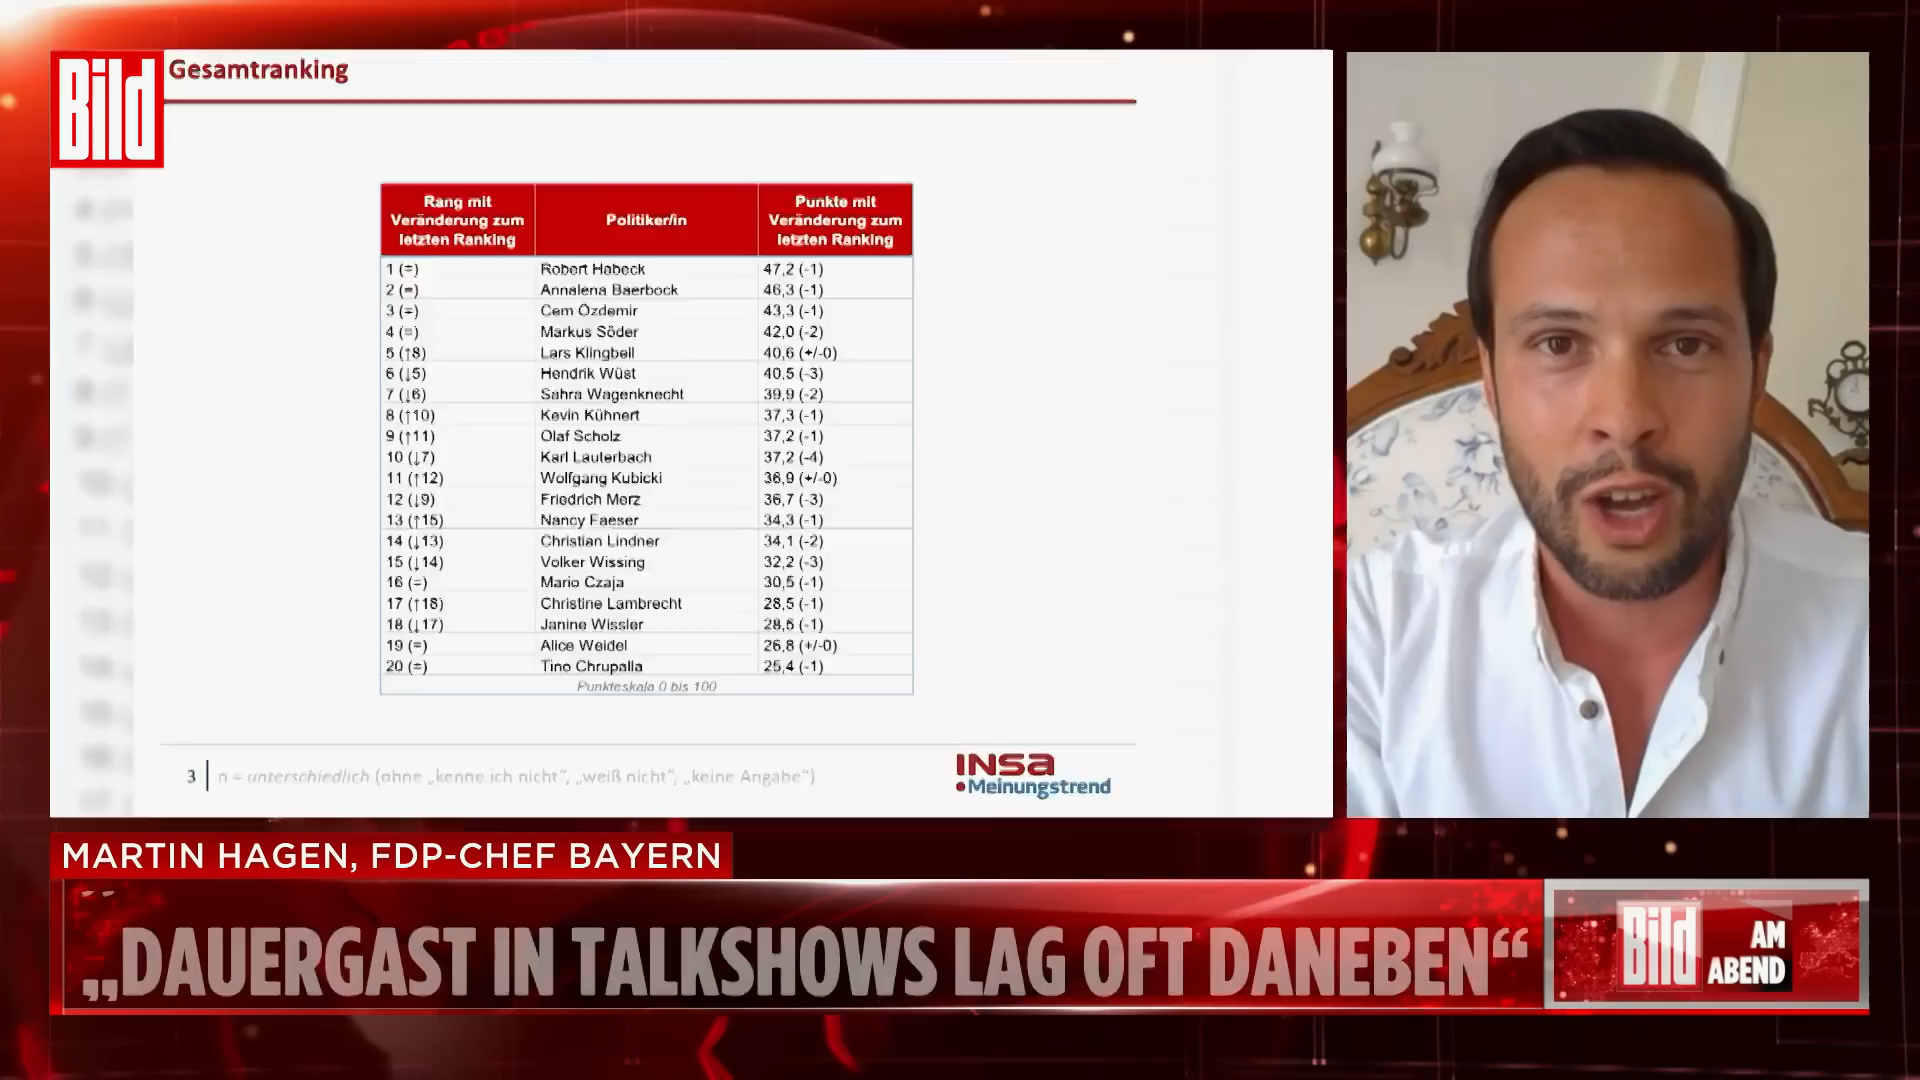 Bild
Gesamtranking
Rang mit Veränderung zum letzten Ranking Politiker/in Punkte mit Veränderung zum letzten Ranking
1 (=) Robert Habeck 47,2 (-1)
2 (=) Annalena Baerbock 46,3 (-1)
3 (=) Cem Özdemir 43,3 (-1)
4 (=) Markus Söder 42,0 (-2)
5 (↑8) Lars Klingbeil 40,6 (+/-0)
6 (↓5) Hendrik Wüst 40,5 (-3)
7 (↓6) Sahra Wagenknecht 39,9 (-2)
8 (↑10) Kevin Kühnert 37,3 (-1)
9 (↑11) Olaf Scholz 37,2 (-1)
10 (↓7) Karl Lauterbach 37,2 (-4)
11 (↑12) Wolfgang Kubicki 36,9 (+/-0)
12 (↓9) Friedrich Merz 36,7 (-3)
13 (↑15) Nancy Faeser 34,3 (-1)
14 (↓13) Christian Lindner 34,1 (-2)
15 (↓14) Volker Wissing 32,2 (-3)
16 (=) Mario Czaja 30,5 (-1)
17 (↑18) Christine Lambrecht 28,5 (-1)
18 (↓17) Janine Wissler 28,5 (-1)
19 (=) Alice Weidel 26,8 (+/-0)
20 (=) Tino Chrupalla 25,4 (-1)
Punkteskala 0 bis 100
3 n = unterschiedlich (ohne „kenne ich nicht“, „weiß nicht“, „keine Angabe“)
INSA
Meinungstrend
MARTIN HAGEN, FDP-CHEF BAYERN
„DAUERGAST IN TALKSHOWS LAG OFT DANEBEN“
Bild AM
ABEND